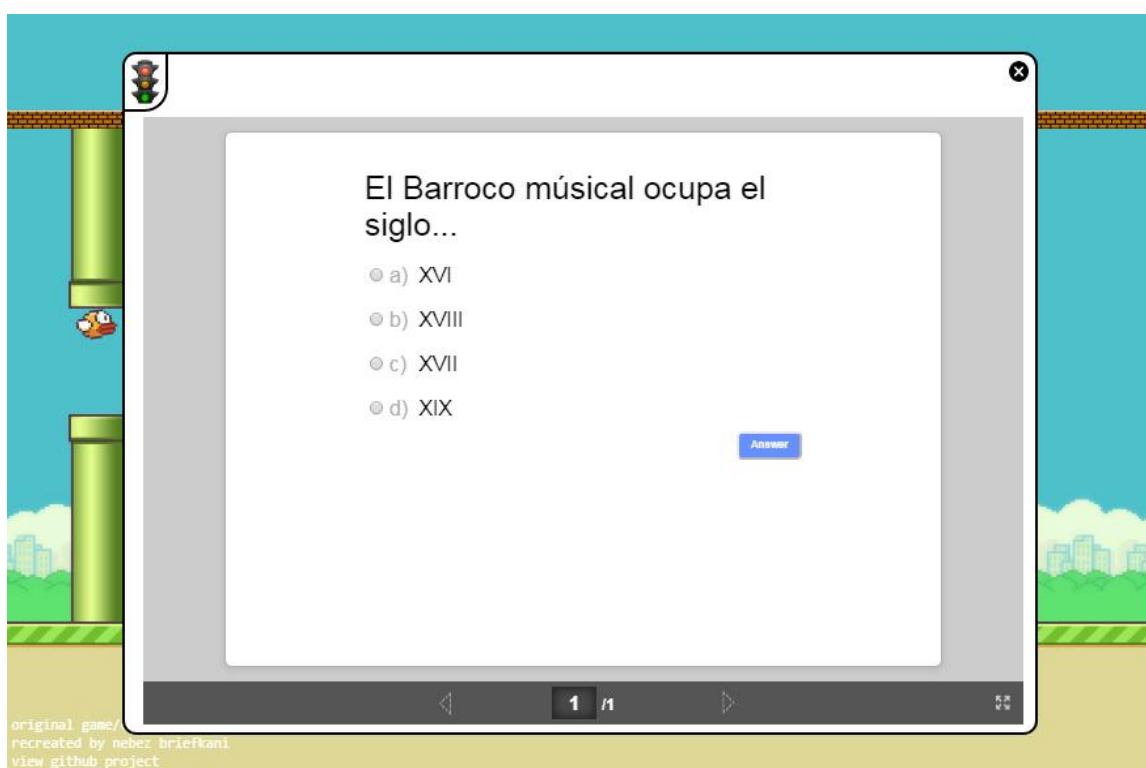 El Barroco músical ocupa el
siglo...
a) XVI
b) XVIII
c) XVII
d) XIX
Answer
1 /1
original game/
recreated by nebez briefkani
view github project